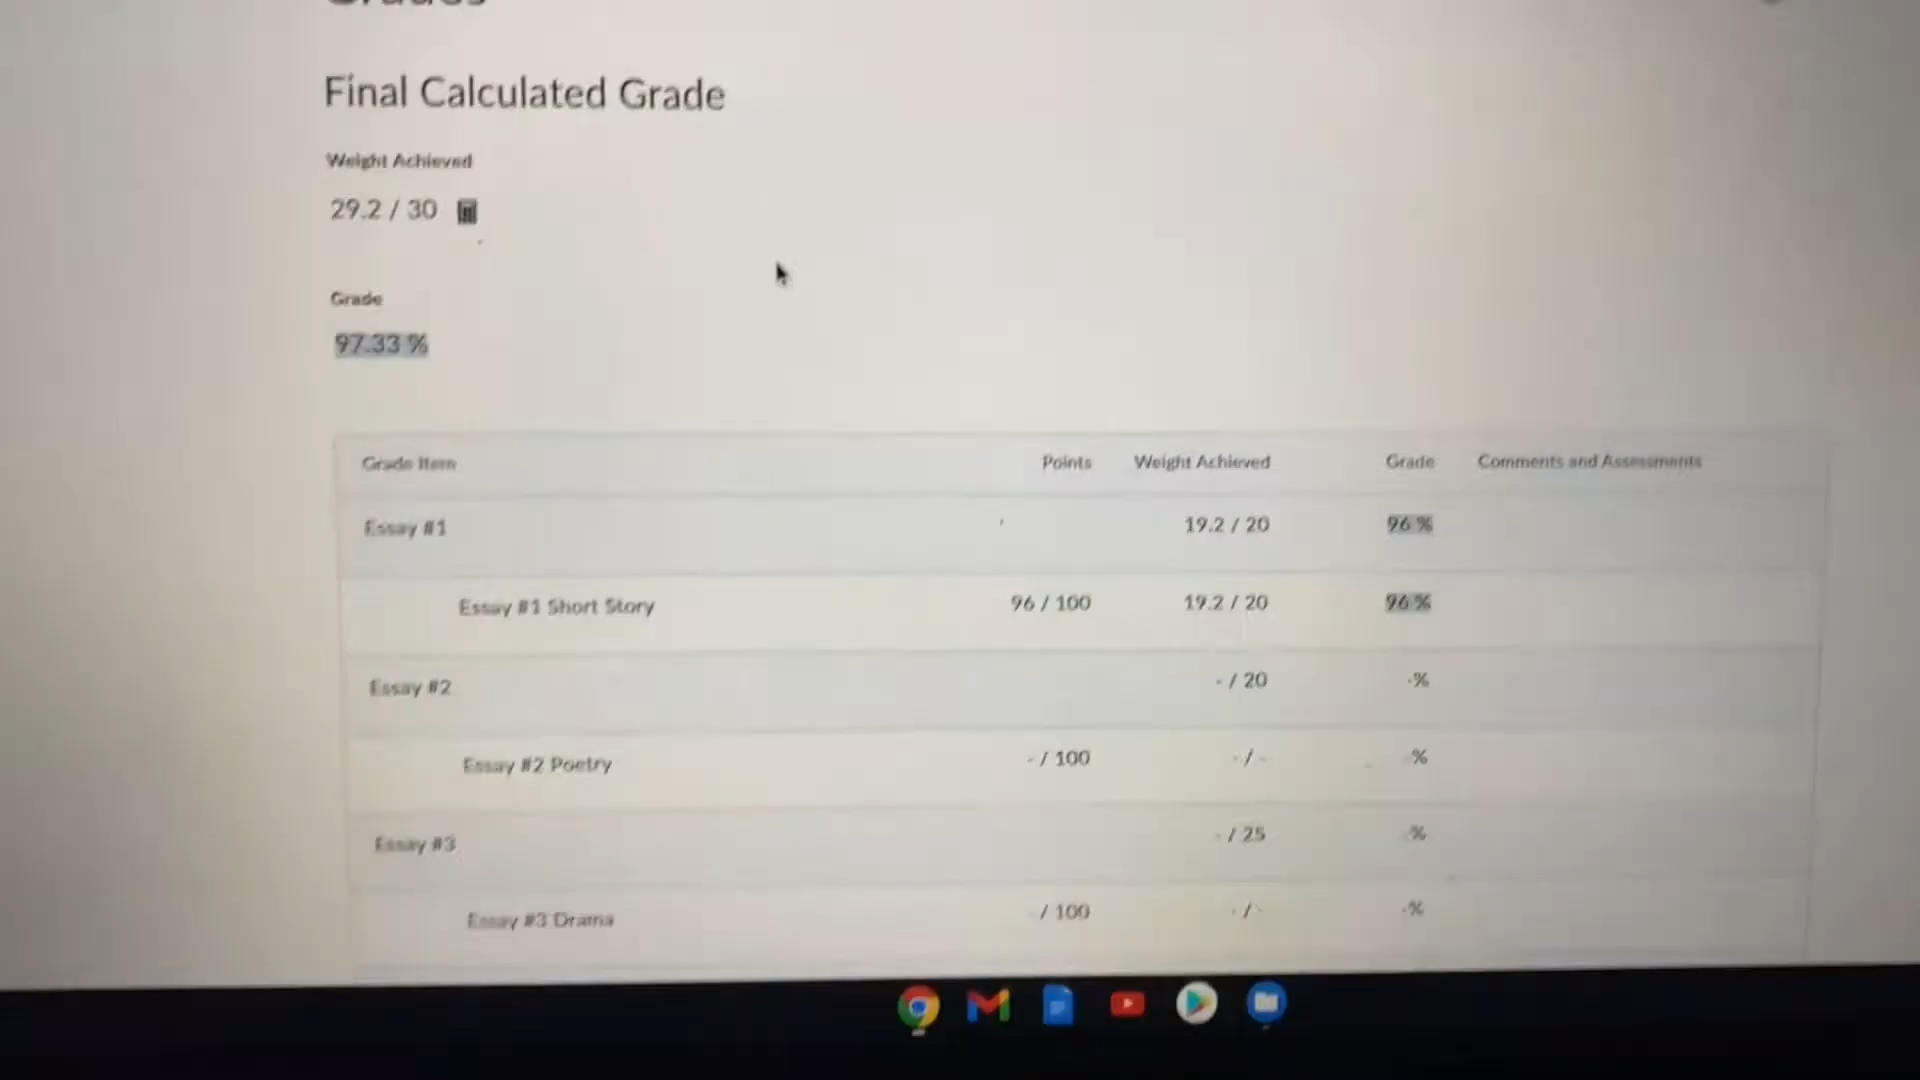 Grades
Final Calculated Grade
Weight Achieved
29.2 / 30
Grade
97.33 %
Grade Item Points Weight Achieved Grade Comments and Assessments
Essay #1 19.2 / 20 96 %
Essay #1 Short Story 96 / 100 19.2 / 20 96 %
Essay #2 - / 20 -%
Essay #2 Poetry - / 100 - / - %
Essay #3 - / 25 -%
Essay #3 Drama / 100 - / - -%